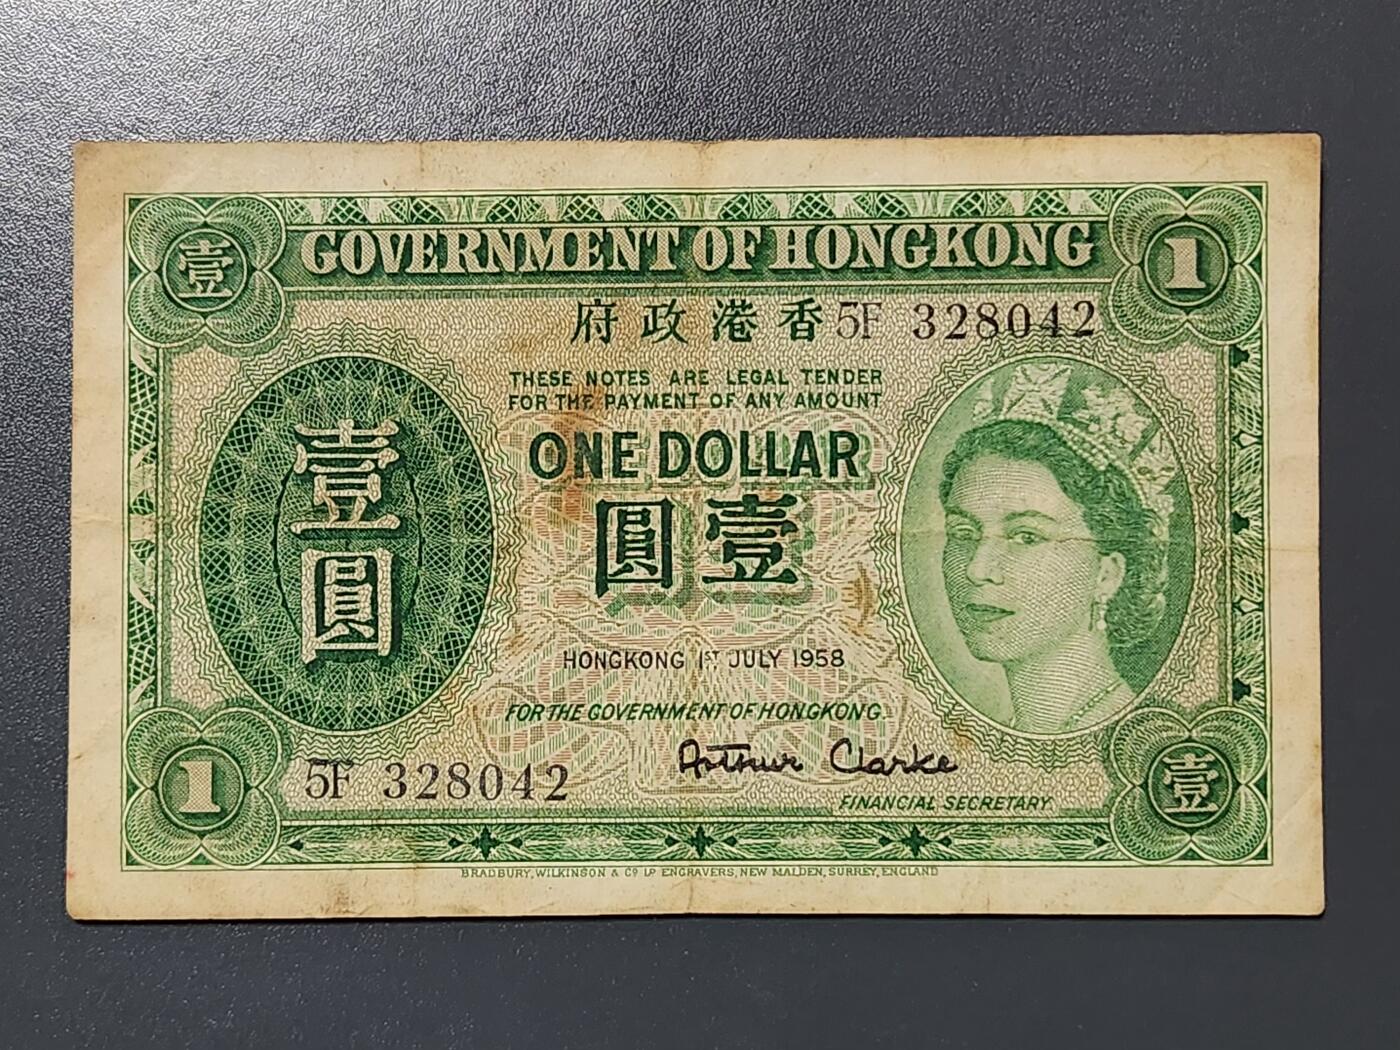 壹
GOVERNMENT OF HONGKONG
1
府政港香
5F 328042
THESE NOTES ARE LEGAL TENDER
FOR THE PAYMENT OF ANY AMOUNT
ONE DOLLAR
圓壹
壹
圓
HONGKONG 1ST JULY 1958
FOR THE GOVERNMENT OF HONGKONG.
Arthur Clarke
FINANCIAL SECRETARY.
1
5F 328042
壹
BRADBURY, WILKINSON & Co LD ENGRAVERS, NEW MALDEN, SURREY, ENGLAND